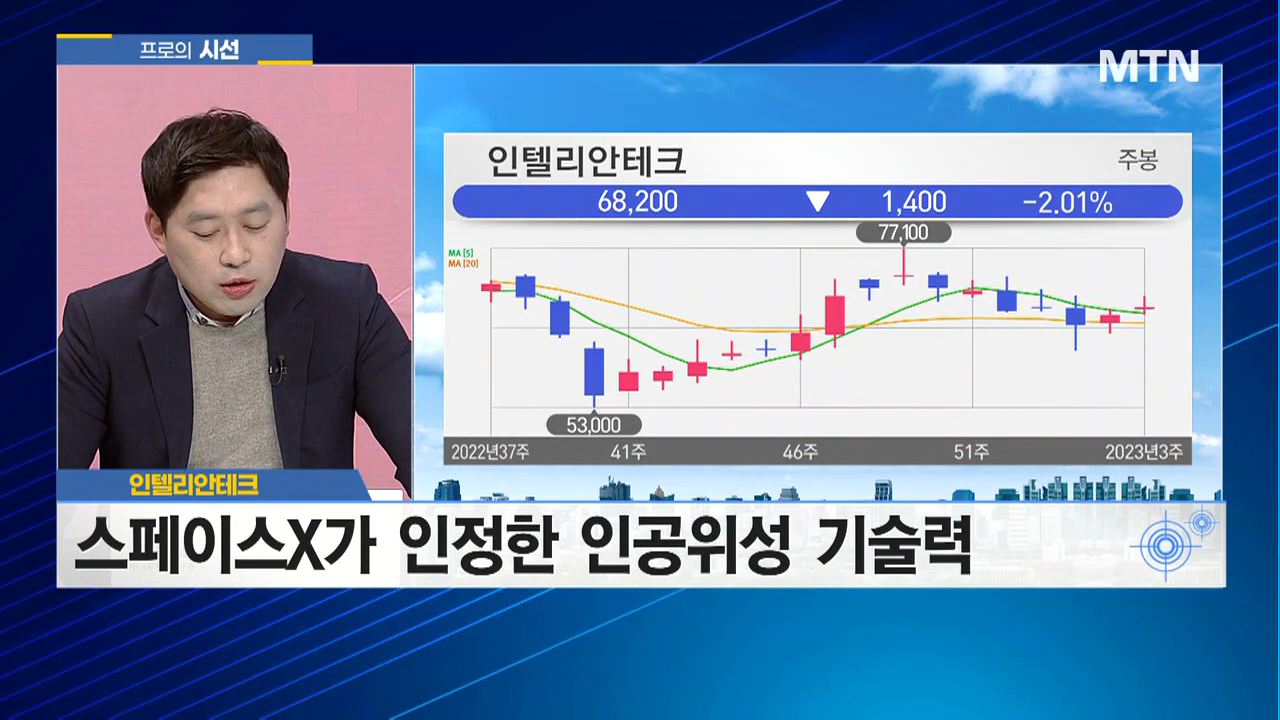 프로의 시선
MTN
인텔리안테크
주봉
68,200 ▼ 1,400 -2.01%
77,100
MA [5]
MA [20]
53,000
2022년37주 41주 46주 51주 2023년3주
인텔리안테크
스페이스X가 인정한 인공위성 기술력